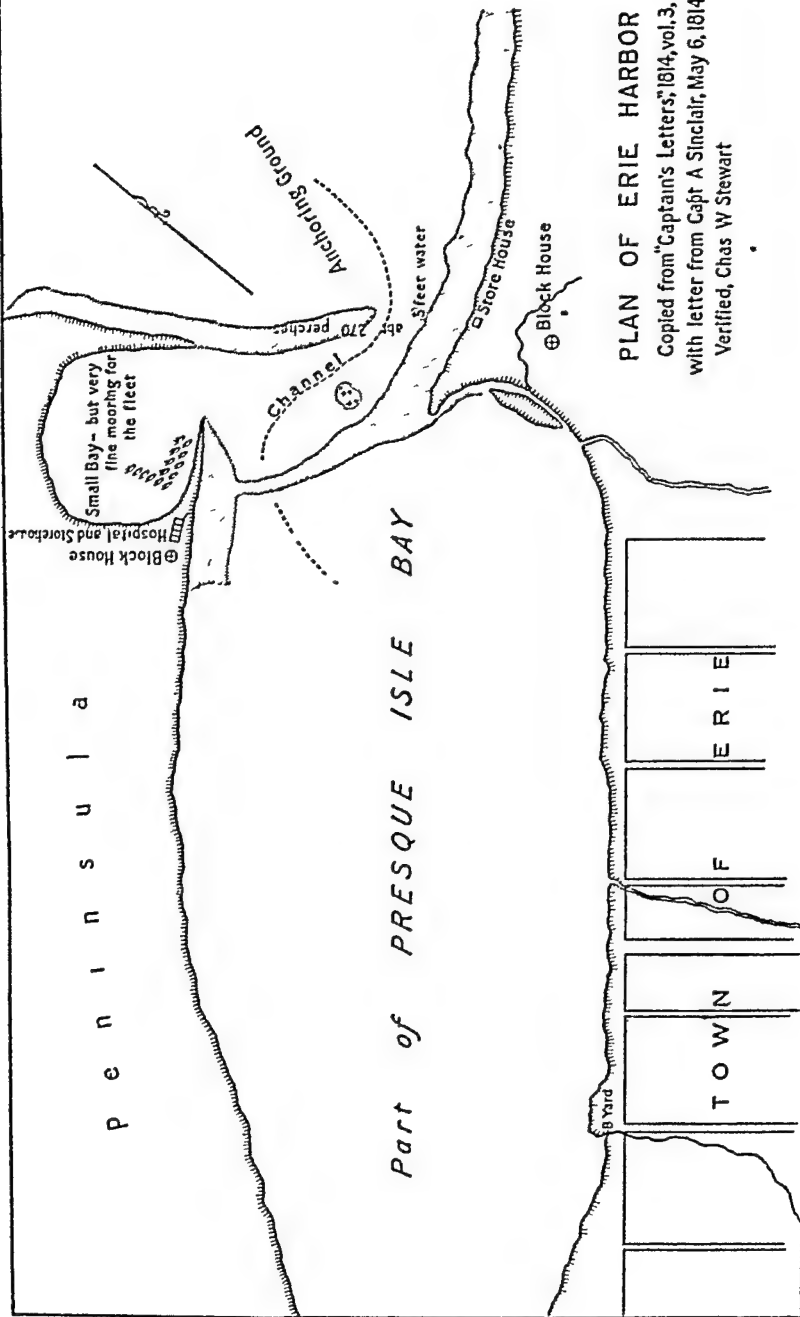 PLAN OF ERIE HARBOR
Copied from "Captain's Letters," 1814, vol. 3,
with letter from Capt A Sinclair, May 6, 1814
Verified, Chas W Stewart
Peninsula
Block House
Hospital and Storehouse
Small Bay – but very
fine mooring for
the fleet
abt 270 perches
Anchoring Ground
Channel
5 feet water
Store House
Block House
Part of PRESQUE ISLE BAY
B Yard
TOWN OF ERIE